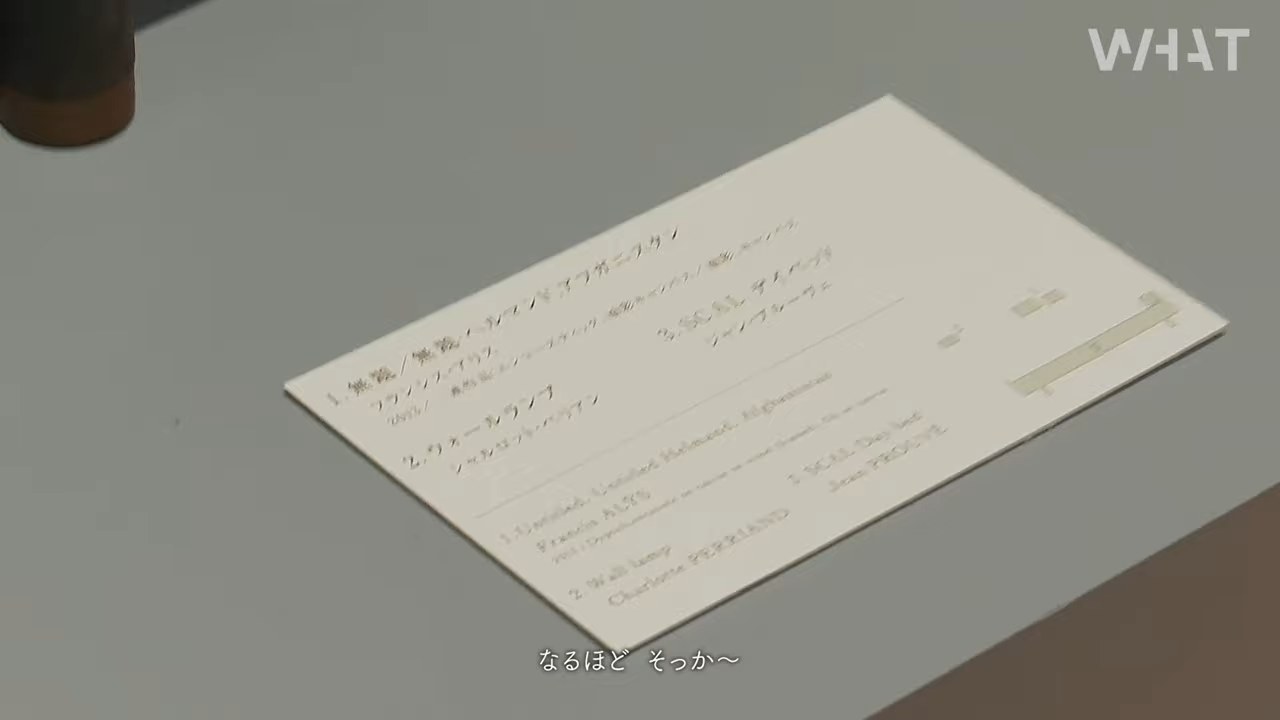 WHAT
1.無題/無題 ヘルマンド アフガニスタン
フランシス・アリス
2.ウォールランプ
シャルロット・ペリアン
3.SCAL デイベッド
ジャン・プルーヴェ
1.Untitled, Untitled Helmand, Afghanistan
Francis ALŸS
2. Wall lamp
Charlotte PERRIAND
3 SCAL Day-bed
Jean PROUVÉ
なるほど そっか～